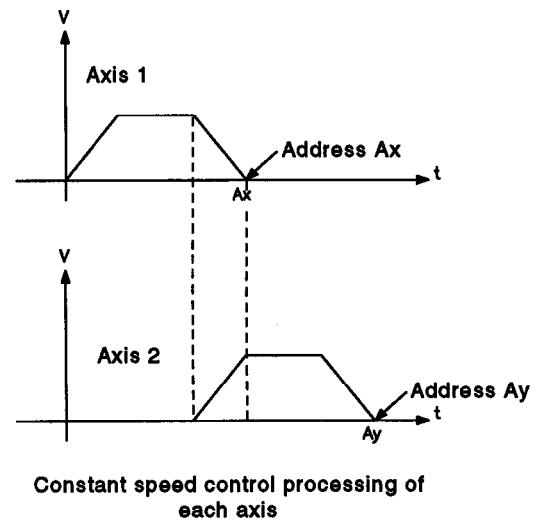 V
Axis 1
Address Ax
t
Ax
V
Axis 2
Address Ay
t
Ay
Constant speed control processing of
each axis